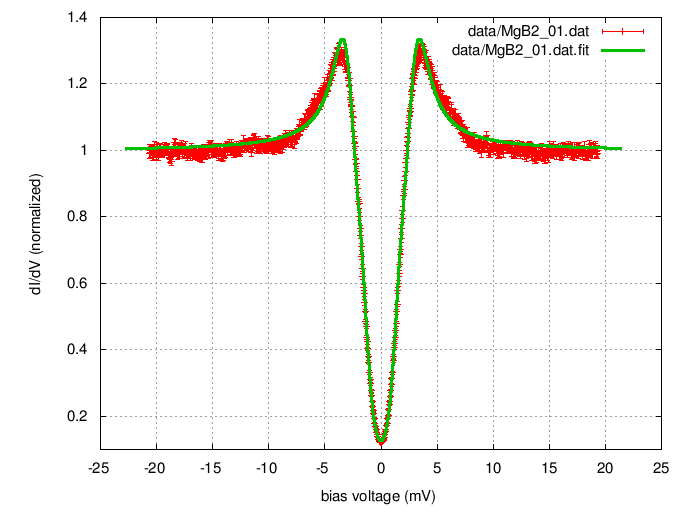 1.4
1.2
1
0.8
0.6
0.4
0.2
-25 -20 -15 -10 -5 0 5 10 15 20 25
dI/dV (normalized)
bias voltage (mV)
data/MgB2_01.dat
data/MgB2_01.dat.fit